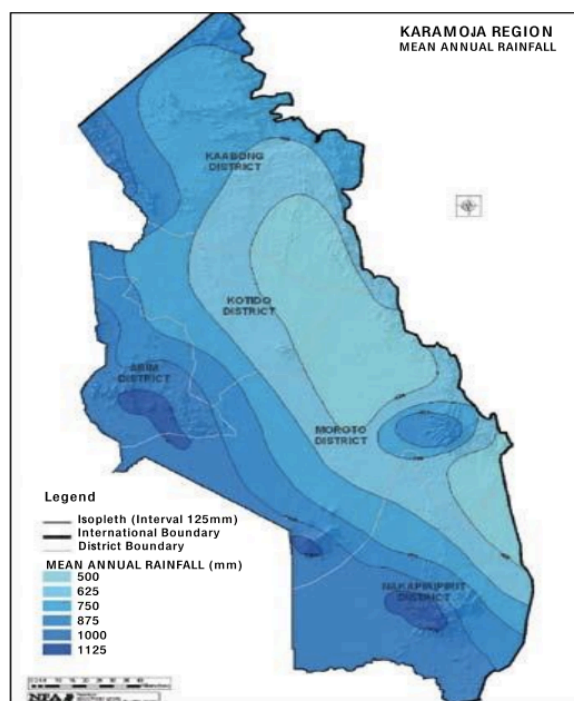 KARAMOJA REGION
MEAN ANNUAL RAINFALL
KAABONG
DISTRICT
KOTIDO
DISTRICT
ABIM
DISTRICT
MOROTO
DISTRICT
NAKAPIRIPIRIT
DISTRICT
Legend
Isopleth (Interval 125mm)
International Boundary
District Boundary
MEAN ANNUAL RAINFALL (mm)
500
625
750
875
1000
1125